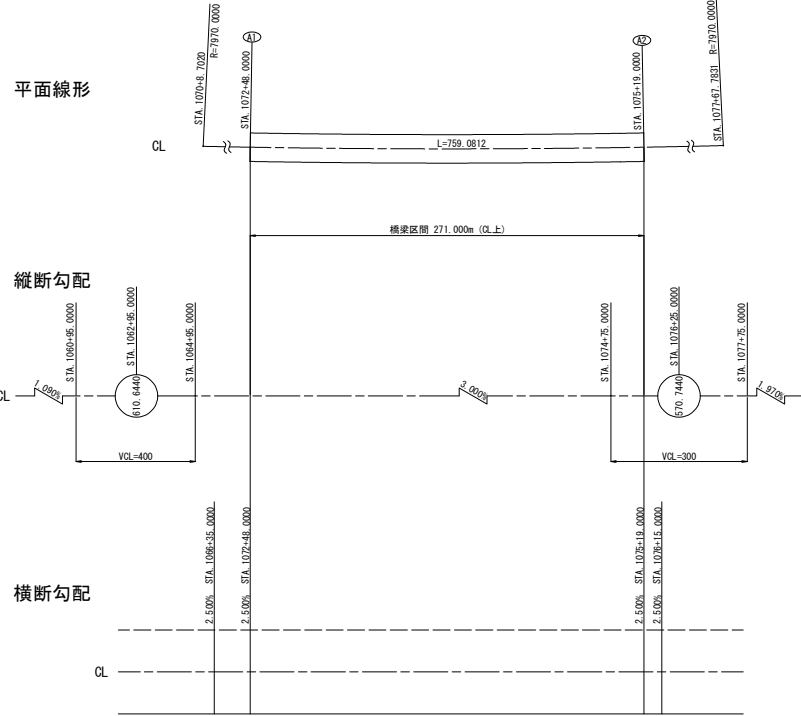 平面線形
STA. 1070+8. 7020
R=7970. 0000
A1
STA. 1072+48. 0000
A2
STA. 1075+19. 0000
STA. 1077+67. 7831
R=7970. 0000
CL
L=759. 0812
橋梁区間 271. 000m (CL上)
縦断勾配
STA. 1060+95. 0000
STA. 1062+95. 0000
STA. 1064+95. 0000
STA. 1074+75. 0000
STA. 1076+25. 0000
STA. 1077+75. 0000
CL
1. 090%
610. 6440
3. 000%
570. 7440
1. 970%
VCL=400
VCL=300
横断勾配
2. 500% STA. 1066+35. 0000
2. 500% STA. 1072+48. 0000
2. 500% STA. 1075+19. 0000
2. 500% STA. 1076+15. 0000
CL